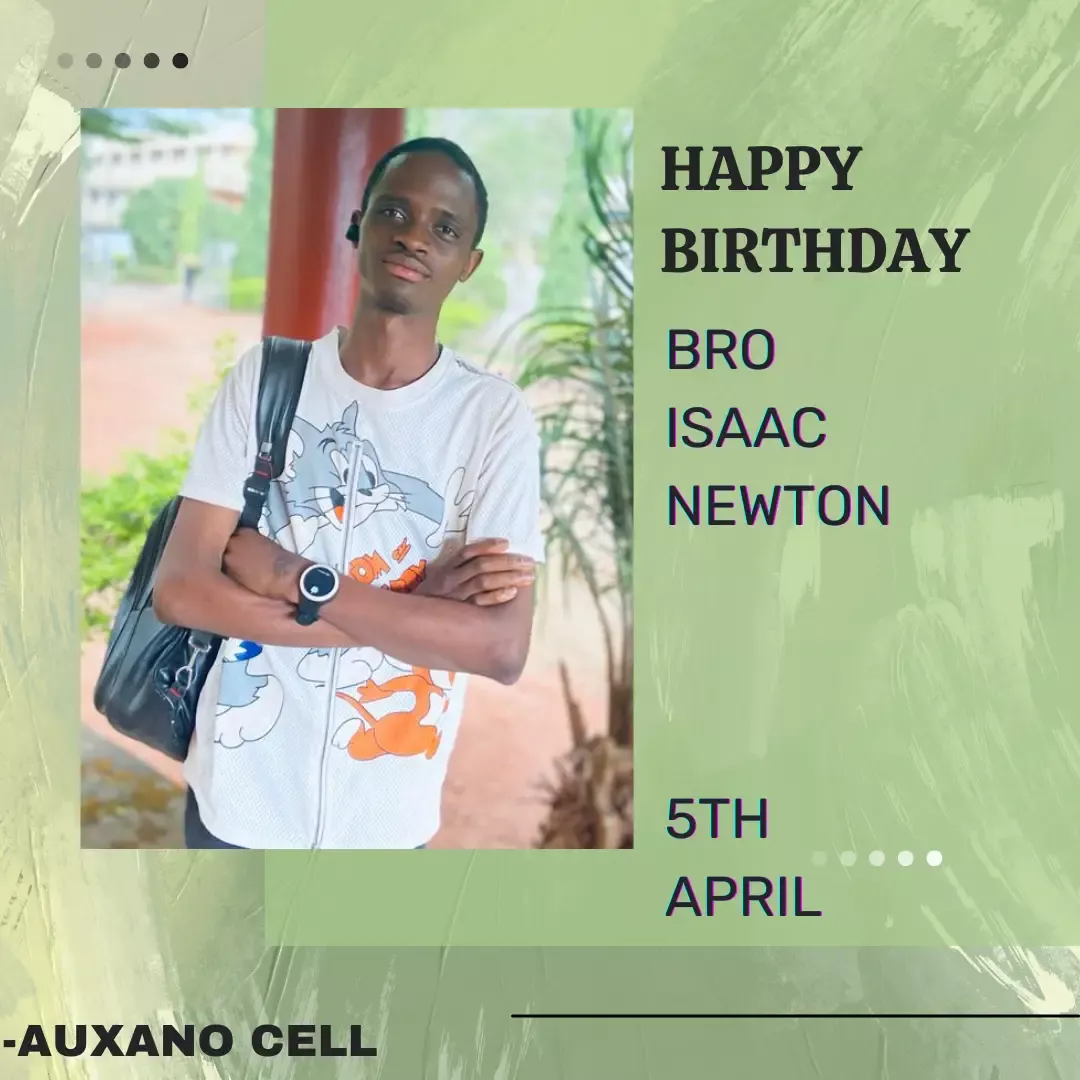 HAPPY
BIRTHDAY
BRO
ISAAC
NEWTON
5TH
APRIL
-AUXANO CELL